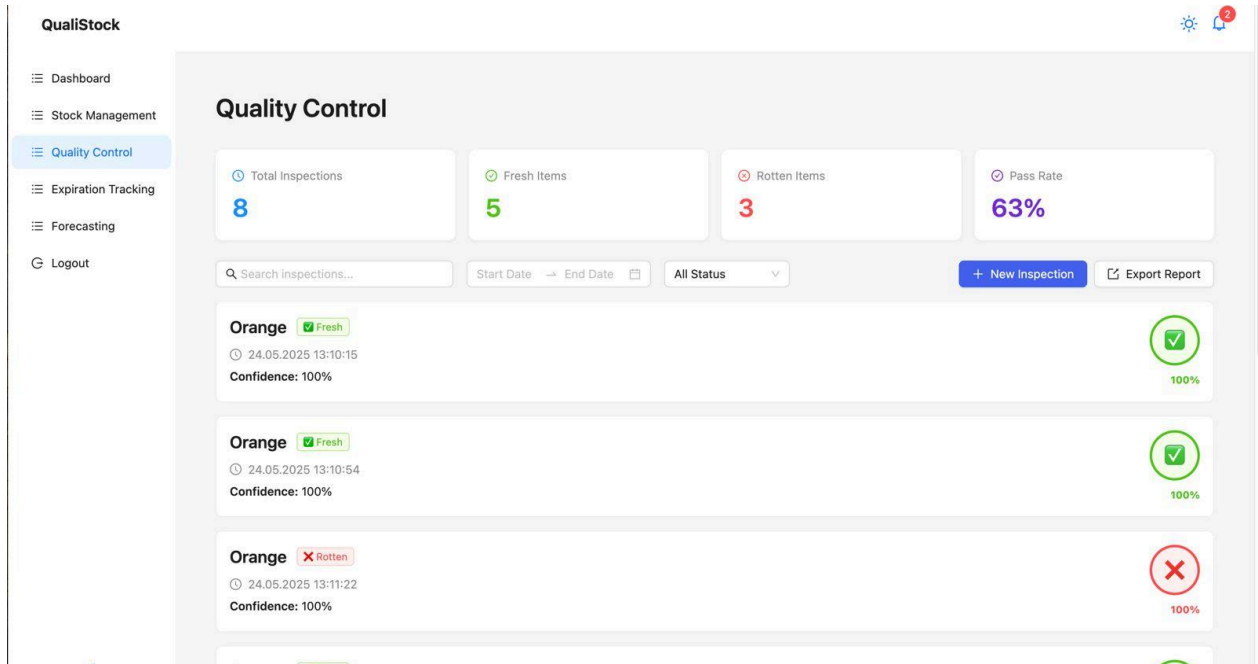 QualiStock
2
Dashboard
Stock Management
Quality Control
Expiration Tracking
Forecasting
Logout
Quality Control
Total Inspections
8
Fresh Items
5
Rotten Items
3
Pass Rate
63%
Search inspections...
Start Date → End Date
All Status
+ New Inspection
Export Report
Orange ✅ Fresh
24.05.2025 13:10:15
Confidence: 100%
100%
Orange ✅ Fresh
24.05.2025 13:10:54
Confidence: 100%
100%
Orange ❌ Rotten
24.05.2025 13:11:22
Confidence: 100%
100%